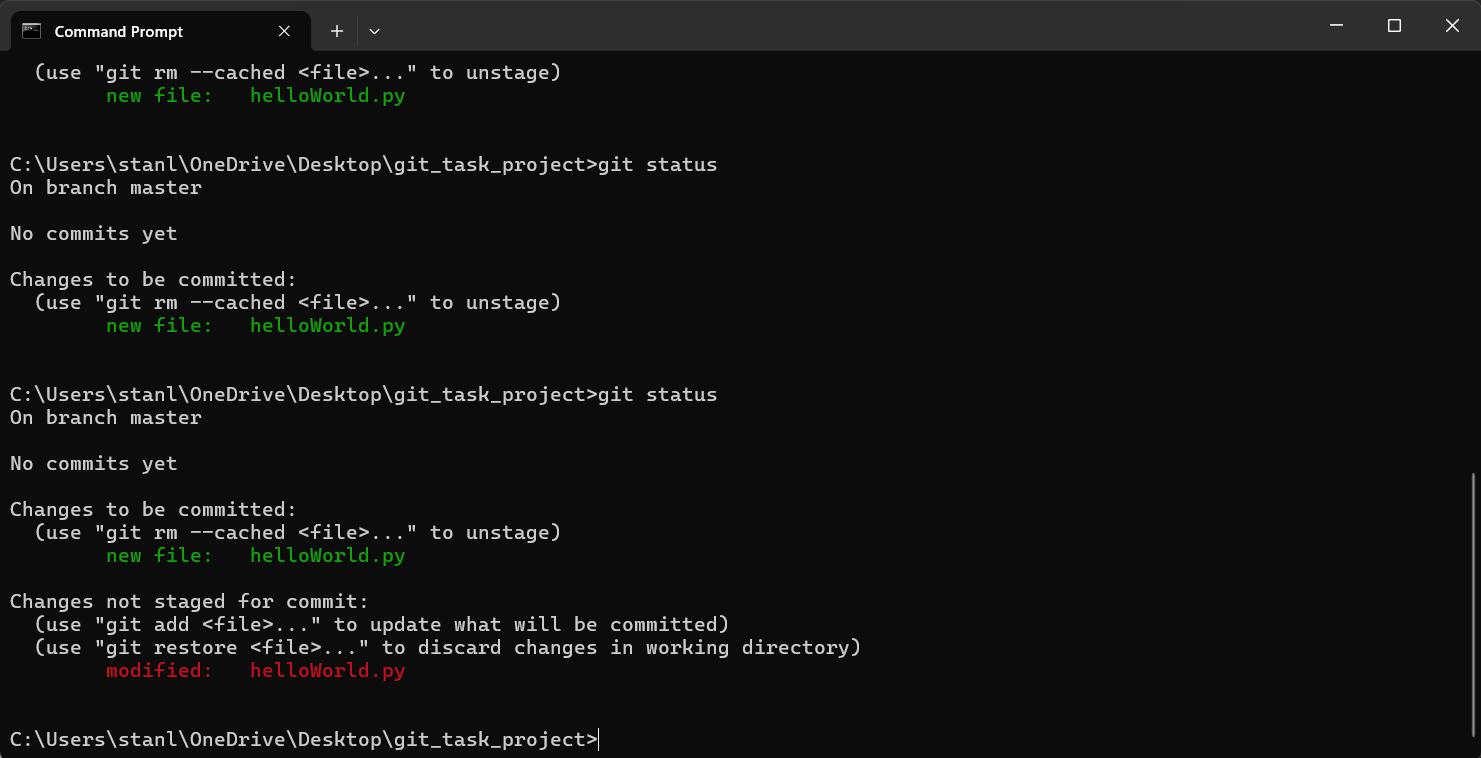 Command Prompt
(use "git rm --cached <file>..." to unstage)
new file:   helloWorld.py
C:\Users\stanl\OneDrive\Desktop\git_task_project>git status
On branch master
No commits yet
Changes to be committed:
(use "git rm --cached <file>..." to unstage)
new file:   helloWorld.py
C:\Users\stanl\OneDrive\Desktop\git_task_project>git status
On branch master
No commits yet
Changes to be committed:
(use "git rm --cached <file>..." to unstage)
new file:   helloWorld.py
Changes not staged for commit:
(use "git add <file>..." to update what will be committed)
(use "git restore <file>..." to discard changes in working directory)
modified:   helloWorld.py
C:\Users\stanl\OneDrive\Desktop\git_task_project>